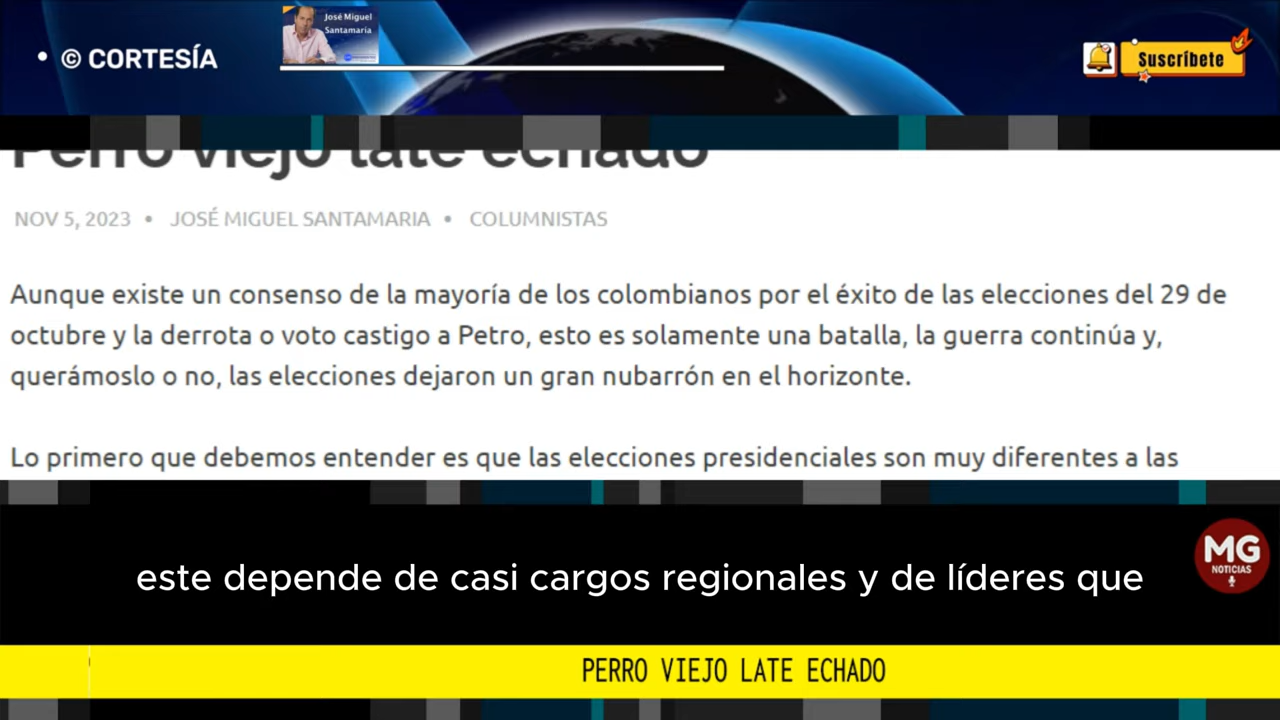 • © CORTESÍA
José Miguel
Santamaria
Suscríbete
Perro viejo late echado
NOV 5, 2023 • JOSÉ MIGUEL SANTAMARIA • COLUMNISTAS
Aunque existe un consenso de la mayoría de los colombianos por el éxito de las elecciones del 29 de
octubre y la derrota o voto castigo a Petro, esto es solamente una batalla, la guerra continúa y,
querámoslo o no, las elecciones dejaron un gran nubarrón en el horizonte.
Lo primero que debemos entender es que las elecciones presidenciales son muy diferentes a las
este depende de casi cargos regionales y de líderes que
MG
NOTICIAS
PERRO VIEJO LATE ECHADO